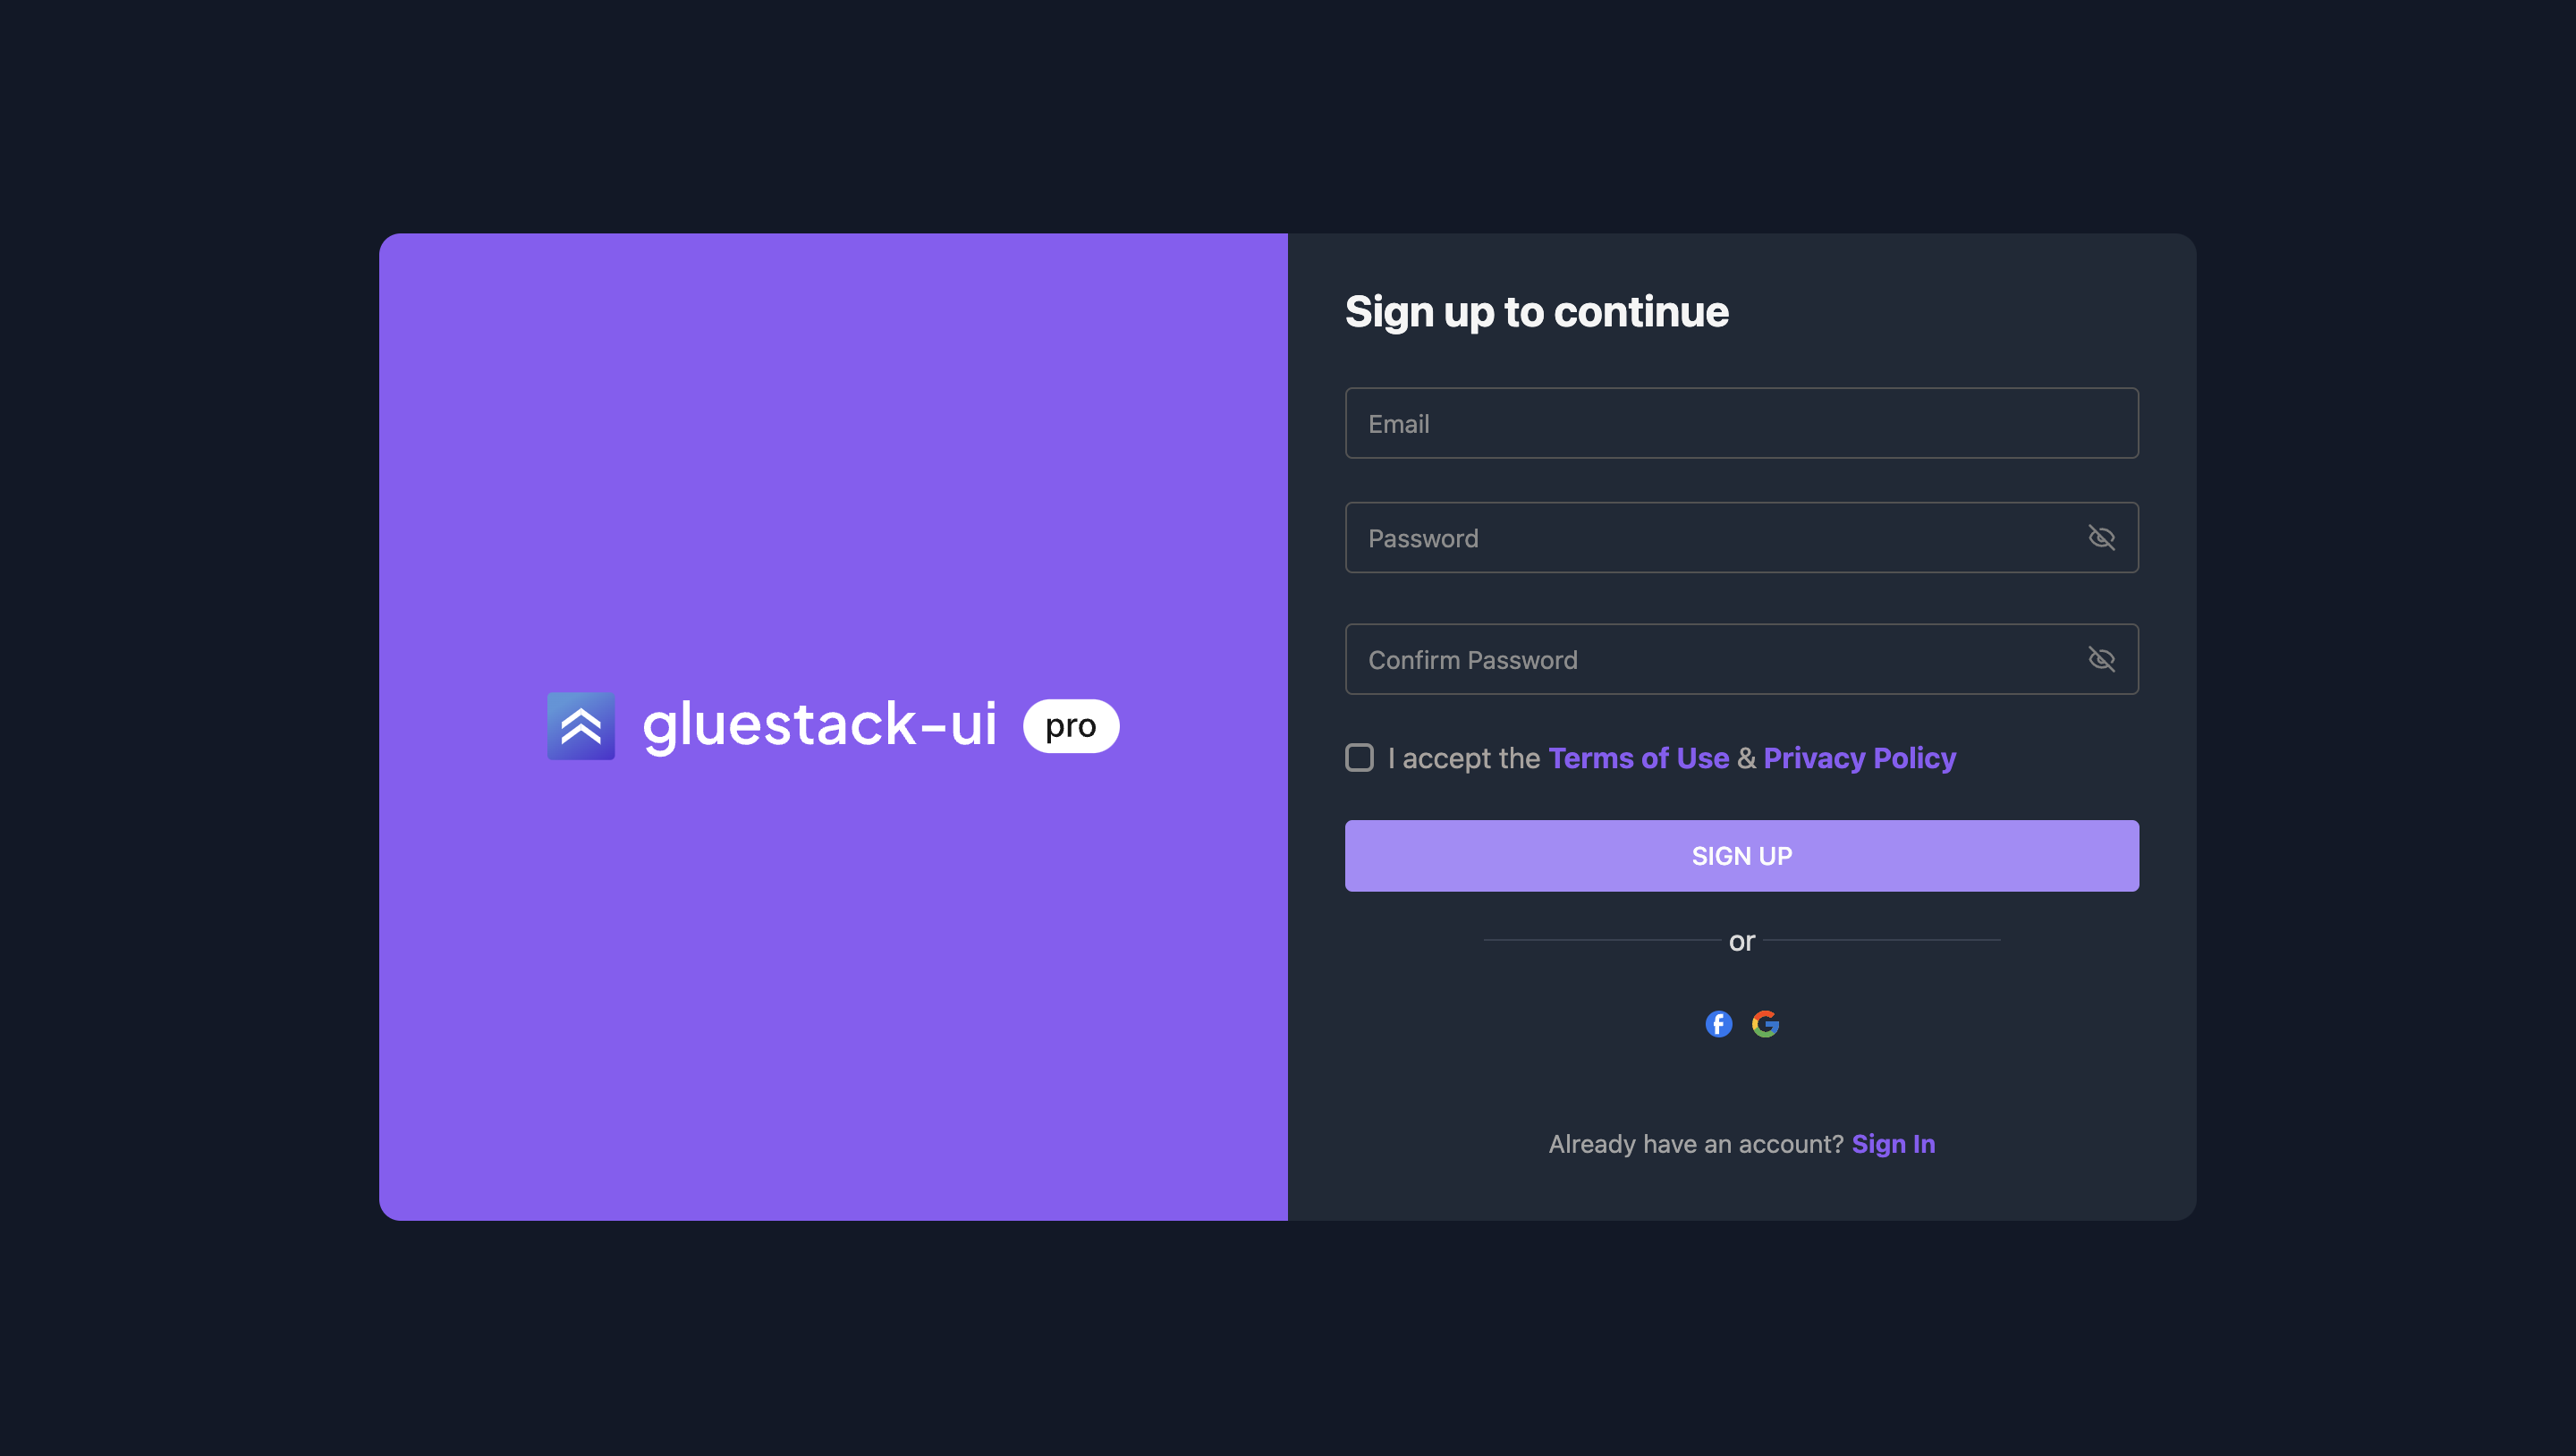 gluestack-ui pro
Sign up to continue
Email
Password
Confirm Password
I accept the Terms of Use & Privacy Policy
SIGN UP
or
Already have an account? Sign In